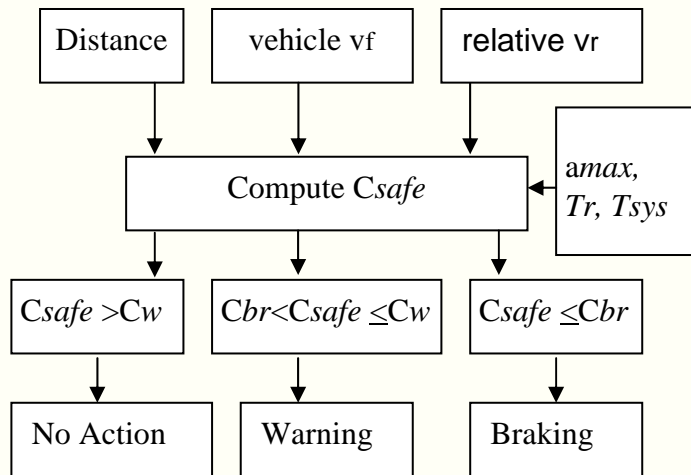 Distance
vehicle vf
relative vr
amax,
Tr, Tsys
Compute Csafe
Csafe >Cw
Cbr<Csafe ≤Cw
Csafe ≤Cbr
No Action
Warning
Braking